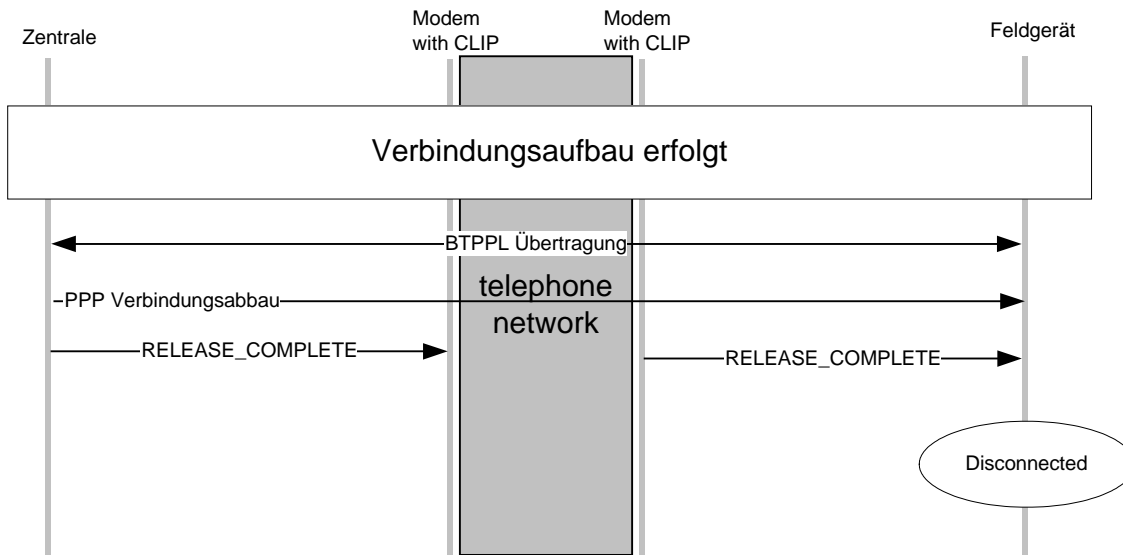 Zentrale
Modem
with CLIP
Modem
with CLIP
Feldgerät
Verbindungsaufbau erfolgt
BTPPL Übertragung
PPP Verbindungsabbau
telephone
network
RELEASE_COMPLETE
RELEASE_COMPLETE
Disconnected